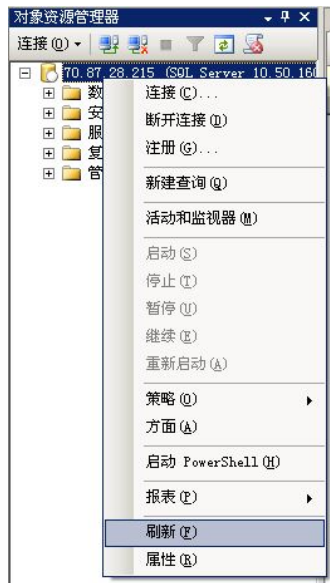 对象资源管理器
连接(O)
70.87.28.215 (SQL Server 10.50.160
数
安
服
复
管
连接(C)...
断开连接(D)
注册(G)...
新建查询(Q)
活动和监视器(M)
启动(S)
停止(T)
暂停(U)
继续(E)
重新启动(A)
策略(O)
方面(A)
启动 PowerShell(H)
报表(P)
刷新(F)
属性(R)